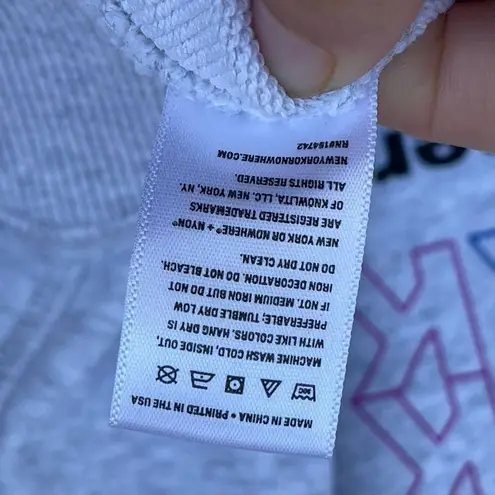 MADE IN CHINA • PRINTED IN THE USA
30C
MACHINE WASH COLD, INSIDE OUT,
WITH LIKE COLORS. HANG DRY IS
PREFERABLE; TUMBLE DRY LOW
IF NOT. MEDIUM IRON BUT DO NOT
IRON DECORATION. DO NOT BLEACH.
DO NOT DRY CLEAN.
NEW YORK OR NOWHERE® + NYON®
ARE REGISTERED TRADEMARKS
OF KNOWLITA, LLC, NEW YORK, NY.
ALL RIGHTS RESERVED.
NEWYORKORNOWHERE.COM
RN#194742